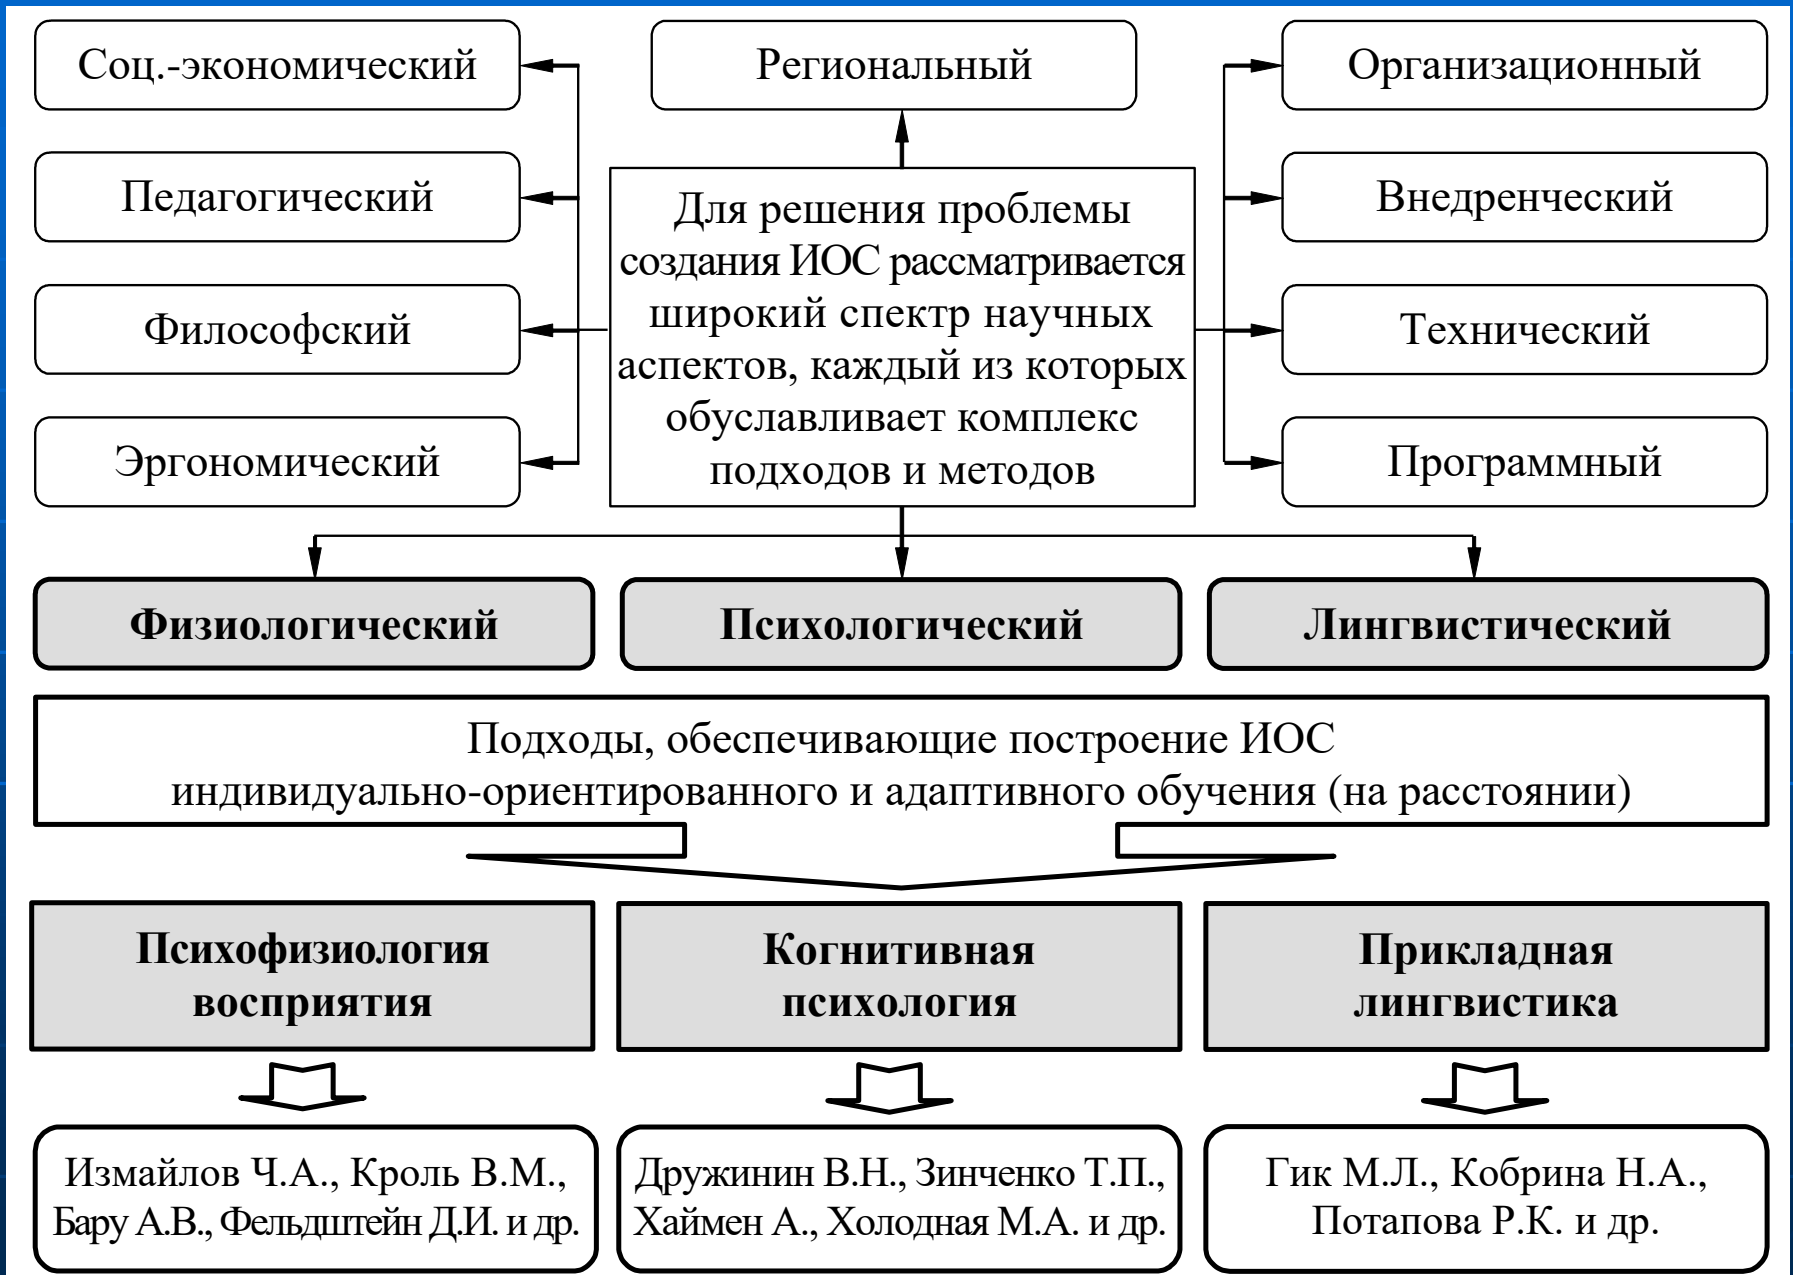 Соц.-экономический
Региональный
Организационный
Педагогический
Внедренческий
Для решения проблемы
создания ИОС рассматривается
широкий спектр научных
аспектов, каждый из которых
обуславливает комплекс
подходов и методов
Философский
Технический
Эргономический
Программный
Физиологический
Психологический
Лингвистический
Подходы, обеспечивающие построение ИОС
индивидуально-ориентированного и адаптивного обучения (на расстоянии)
Психофизиология
восприятия
Когнитивная
психология
Прикладная
лингвистика
Измайлов Ч.А., Кроль В.М.,
Бару А.В., Фельдштейн Д.И. и др.
Дружинин В.Н., Зинченко Т.П.,
Хаймен А., Холодная М.А. и др.
Гик М.Л., Кобрина Н.А.,
Потапова Р.К. и др.